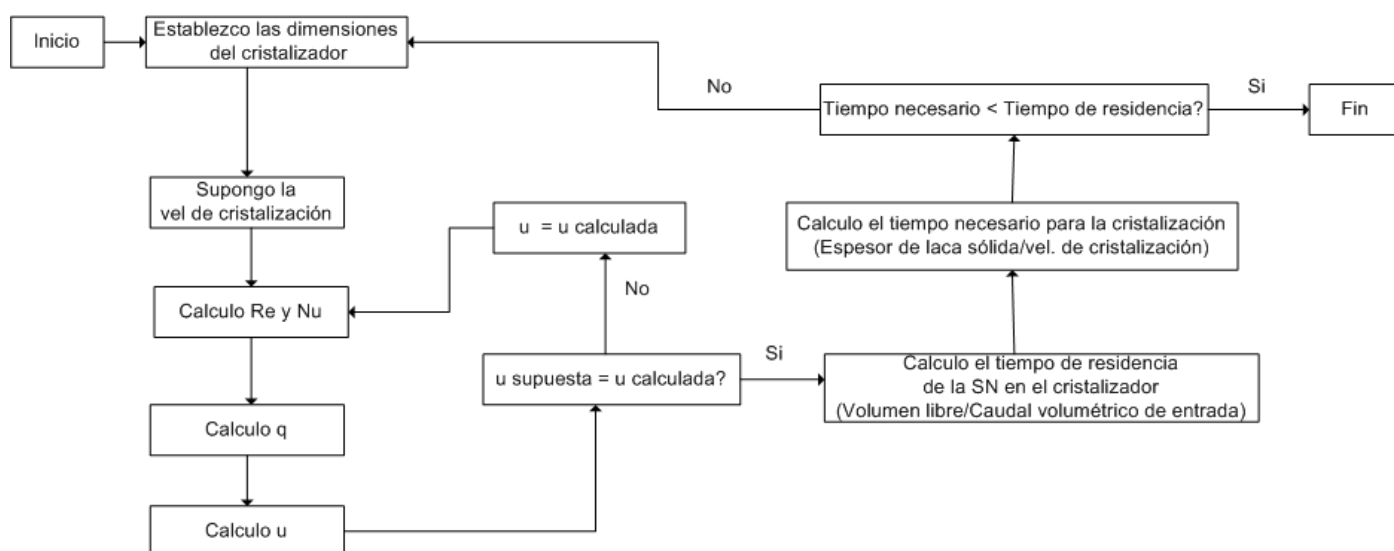 Inicio
Establezco las dimensiones
del cristalizador
Supongo la
vel de cristalización
Calculo Re y Nu
Calculo q
Calculo u
u supuesta = u calculada?
No
u = u calculada
Si
Calculo el tiempo de residencia
de la SN en el cristalizador
(Volumen libre/Caudal volumétrico de entrada)
Calculo el tiempo necesario para la cristalización
(Espesor de laca sólida/vel. de cristalización)
Tiempo necesario < Tiempo de residencia?
No
Si
Fin